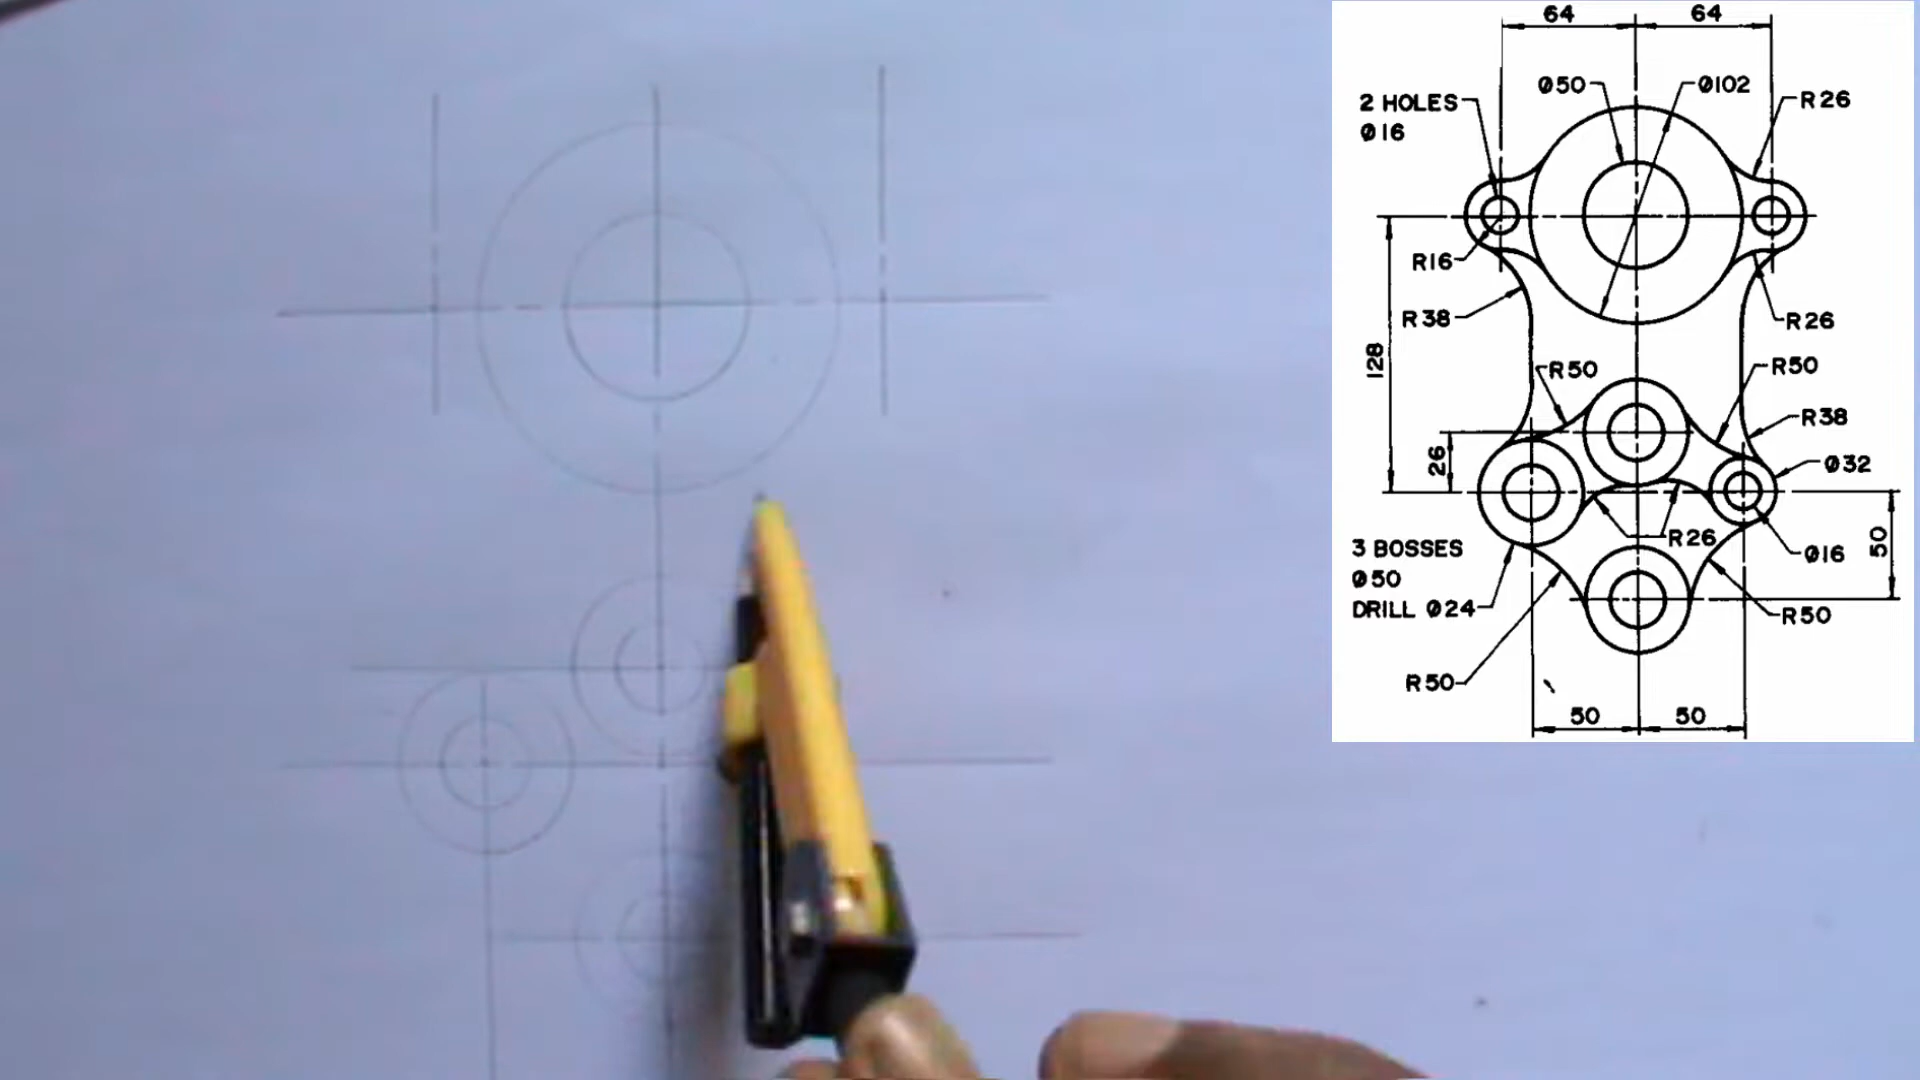 64 64
Ø50 Ø102
2 HOLES R26
Ø16
R16
R38 R26
128
R50 R50
R38
26 Ø32
R26
3 BOSSES Ø16 50
Ø50
DRILL Ø24 R50
R50
50 50